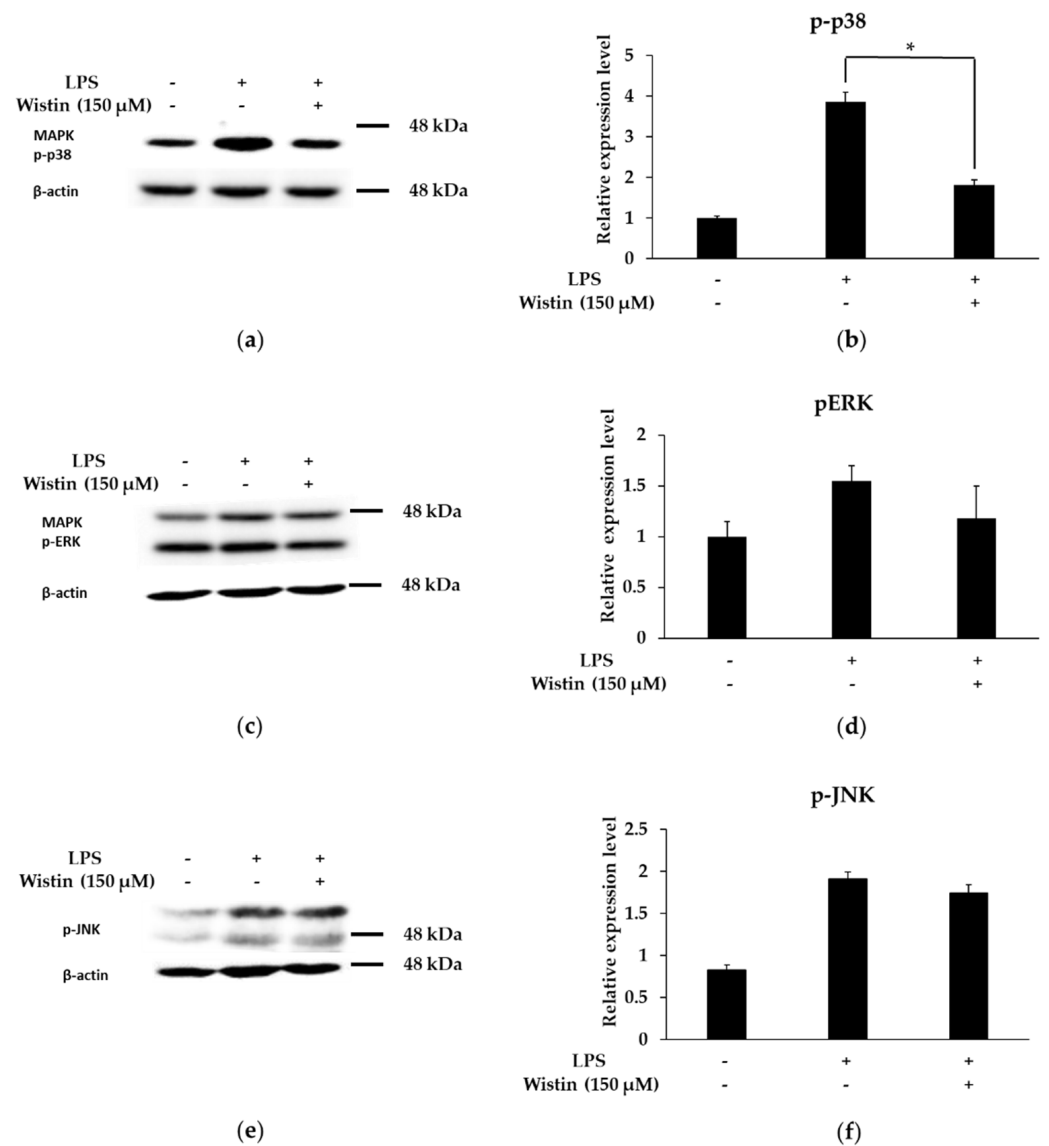 LPS - + +
Wistin (150 μM) - - +
MAPK
p-p38
48 kDa
β-actin
48 kDa
(a)
p-p38
Relative expression level
5
4
3
2
1
0
*
LPS - + +
Wistin (150 μM) - - +
(b)
LPS - + +
Wistin (150 μM) - - +
MAPK
p-ERK
48 kDa
β-actin
48 kDa
(c)
pERK
Relative expression level
2
1.5
1
0.5
0
LPS - + +
Wistin (150 μM) - - +
(d)
LPS - + +
Wistin (150 μM) - - +
p-JNK
48 kDa
β-actin
48 kDa
(e)
p-JNK
Relative expression level
2.5
2
1.5
1
0.5
0
LPS - + +
Wistin (150 μM) - - +
(f)